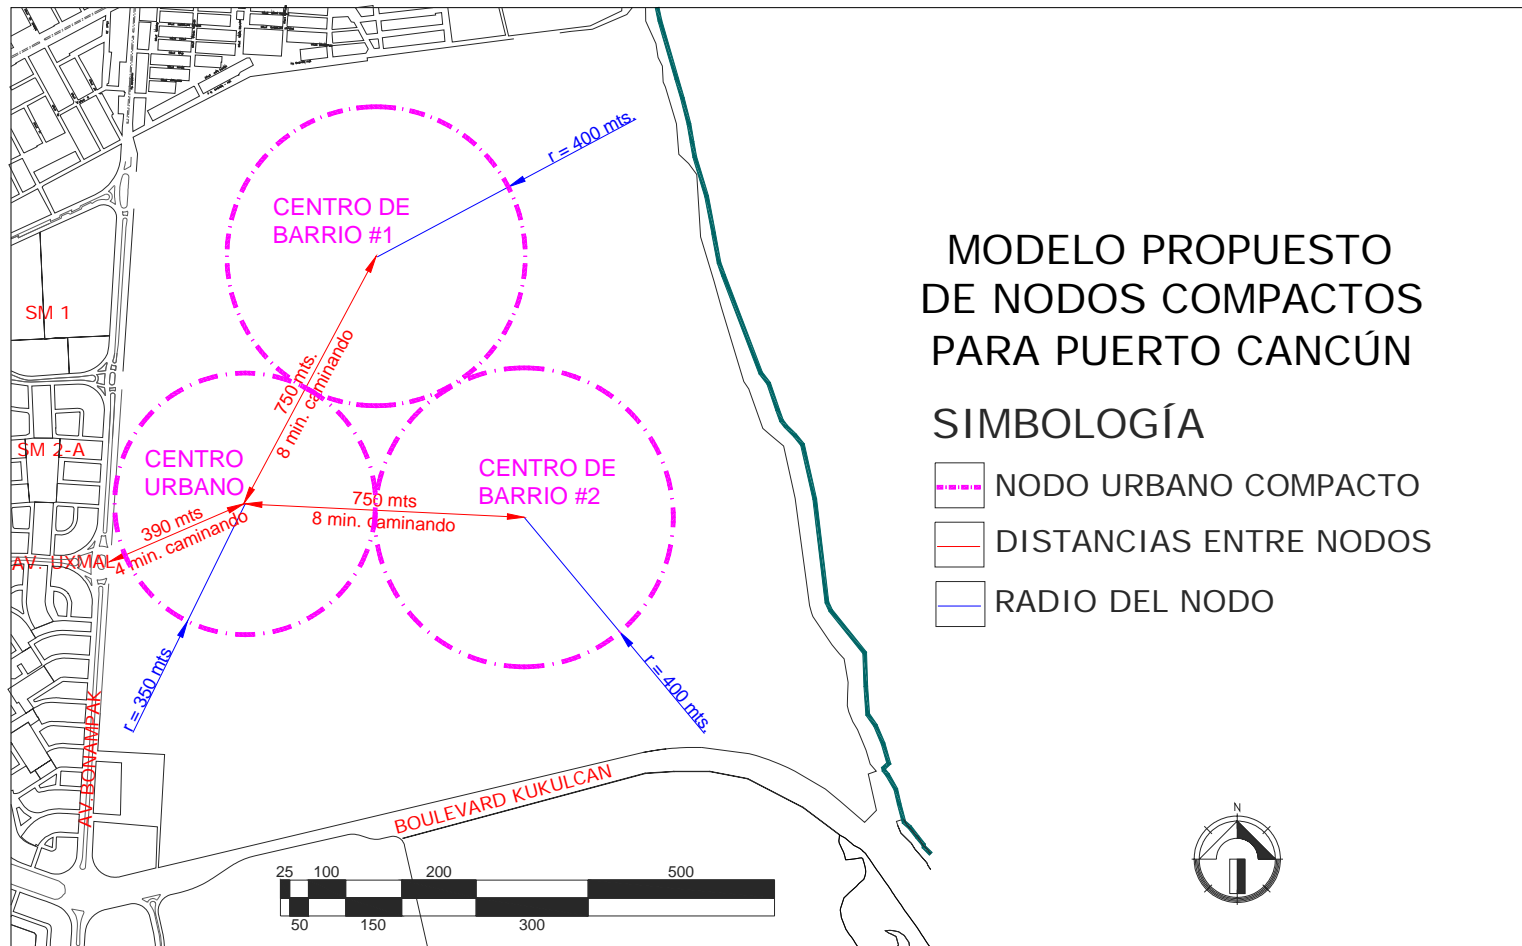 MODELO PROPUESTO
DE NODOS COMPACTOS
PARA PUERTO CANCÚN
SIMBOLOGÍA
NODO URBANO COMPACTO
DISTANCIAS ENTRE NODOS
RADIO DEL NODO
r = 400 mts.
CENTRO DE
BARRIO #1
SM 1
750 mts.
8 min. caminando
SM 2-A
CENTRO
URBANO
CENTRO DE
BARRIO #2
750 mts
8 min. caminando
390 mts
4 min. caminando
AV. UXMAL
r = 350 mts
r = 400 mts.
AV BONAMPAK
BOULEVARD KUKULCAN
25 100 200 500
50 150 300
N